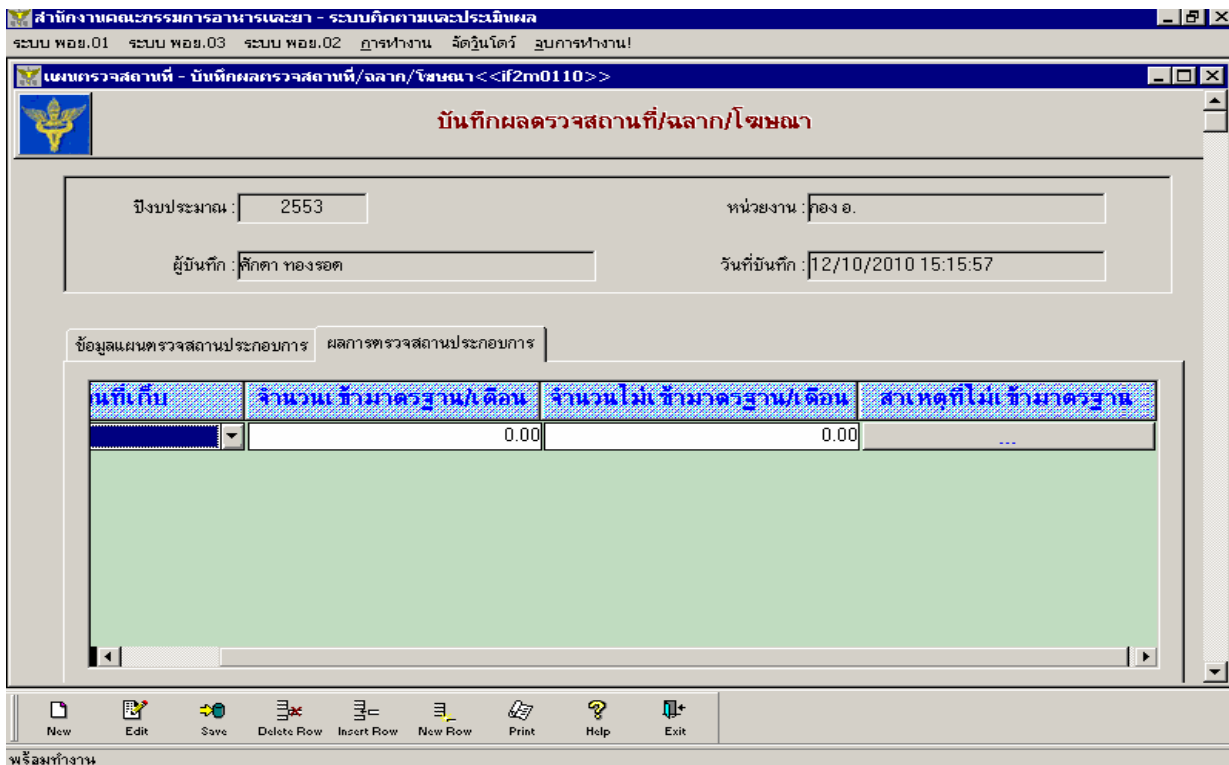 สำนักงานคณะกรรมการอาหารและยา - ระบบติดตามและประเมินผล
ระบบ พอย.01 ระบบ พอย.03 ระบบ พอย.02 การทำงาน จัดวินโดว์ จบการทำงาน!
แผนตรวจสถานที่ - บันทึกผลตรวจสถานที่/ฉลาก/โฆษณา<<if2m0110>>
บันทึกผลตรวจสถานที่/ฉลาก/โฆษณา
ปีงบประมาณ : 2553 หน่วยงาน : กอง อ.
ผู้บันทึก : ศักดา ทองรอด วันที่บันทึก : 12/10/2010 15:15:57
ข้อมูลแผนตรวจสถานประกอบการ ผลการตรวจสถานประกอบการ
นที่เก็บ จำนวนเข้ามาตรฐาน/เดือน จำนวนไม่เข้ามาตรฐาน/เดือน สาเหตุที่ไม่เข้ามาตรฐาน
0.00 0.00 ...
New Edit Save Delete Row Insert Row New Row Print Help Exit
พร้อมทำงาน